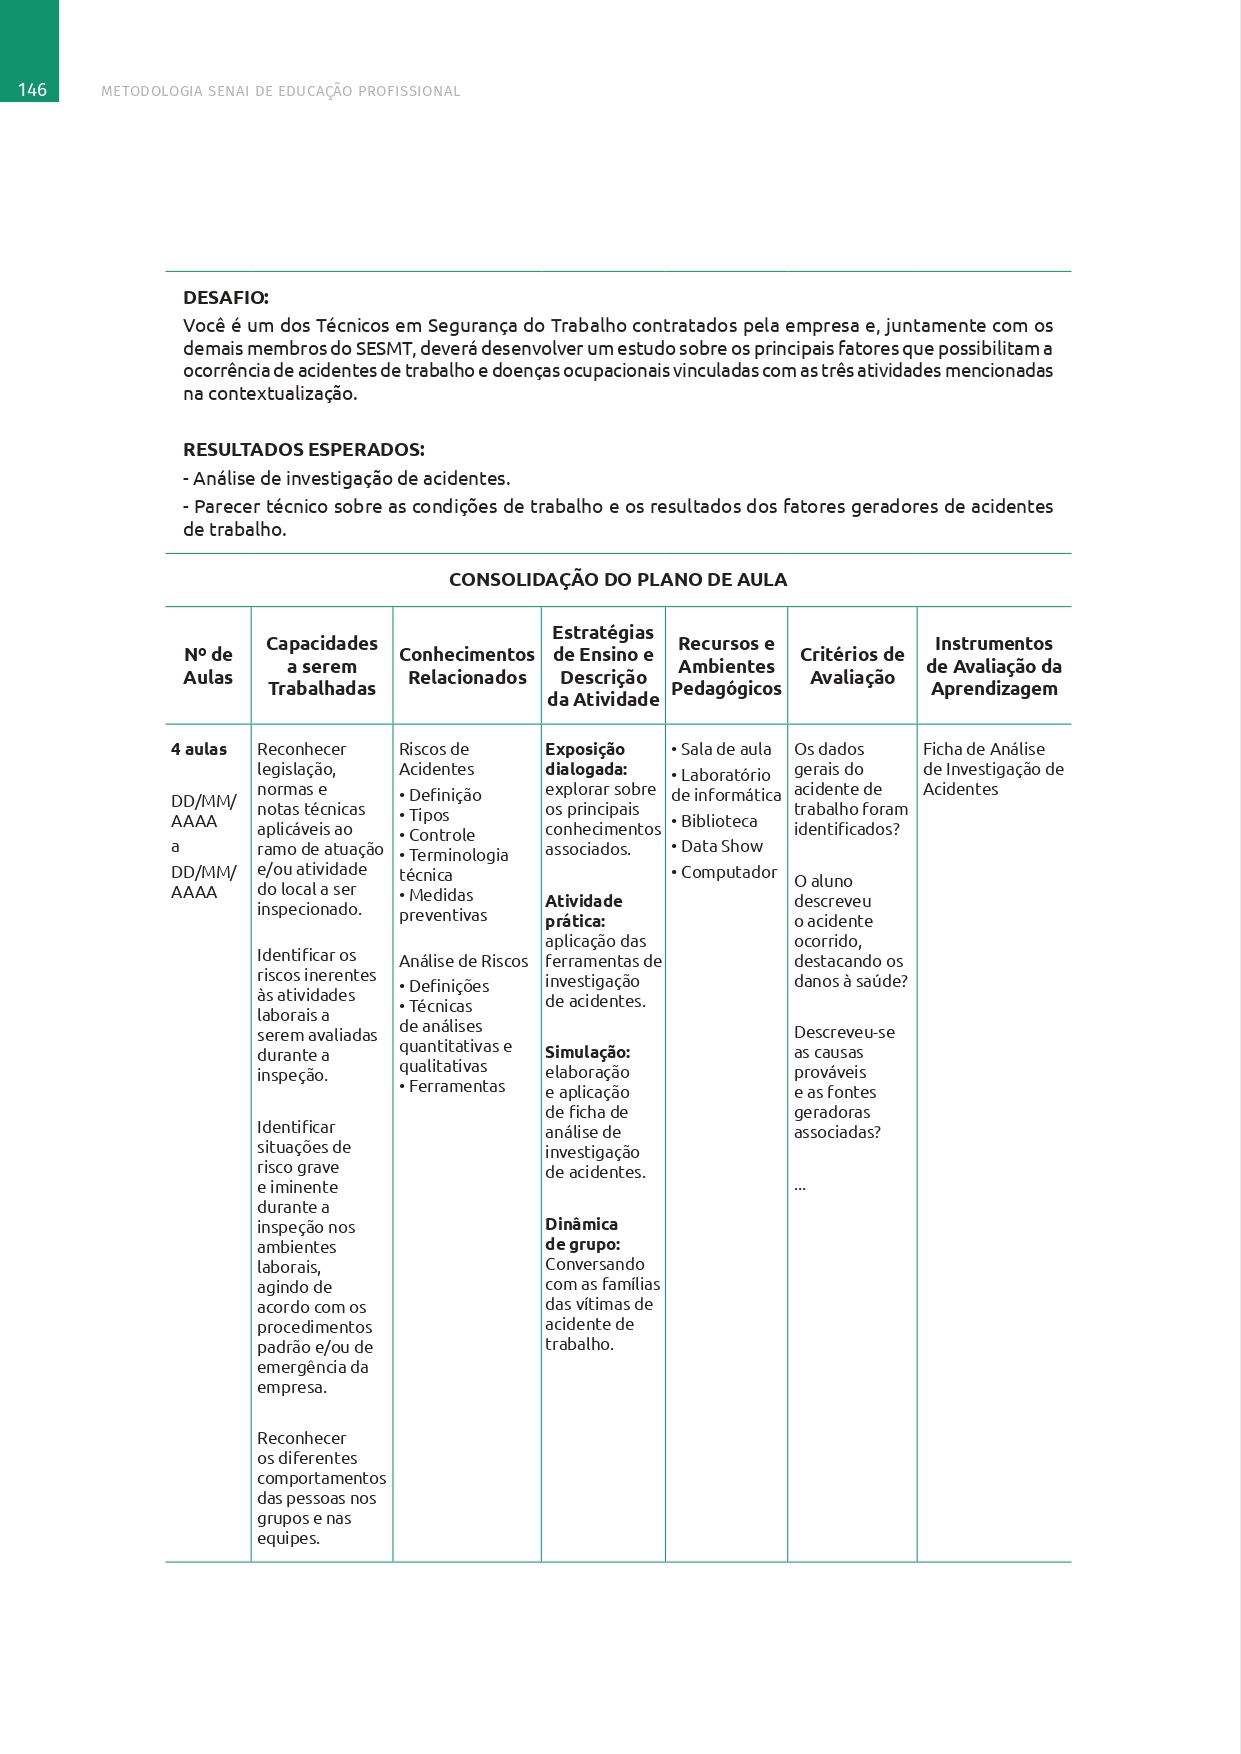 146
METODOLOGIA SENAI DE EDUCAÇÃO PROFISSIONAL
DESAFIO:
Você é um dos Técnicos em Segurança do Trabalho contratados pela empresa e, juntamente com os
demais membros do SESMT, deverá desenvolver um estudo sobre os principais fatores que possibilitam a
ocorrência de acidentes de trabalho e doenças ocupacionais vinculadas com as três atividades mencionadas
na contextualização.
RESULTADOS ESPERADOS:
- Análise de investigação de acidentes.
- Parecer técnico sobre as condições de trabalho e os resultados dos fatores geradores de acidentes
de trabalho.
CONSOLIDAÇÃO DO PLANO DE AULA
Nº de
Aulas
Capacidades
a serem
Trabalhadas
Conhecimentos
Relacionados
Estratégias
de Ensino e
Descrição
da Atividade
Recursos e
Ambientes
Pedagógicos
Critérios de
Avaliação
Instrumentos
de Avaliação da
Aprendizagem
4 aulas
DD/MM/
AAAA
a
DD/MM/
AAAA
Reconhecer
legislação,
normas e
notas técnicas
aplicáveis ao
ramo de atuação
e/ou atividade
do local a ser
inspecionado.
Identificar os
riscos inerentes
às atividades
laborais a
serem avaliadas
durante a
inspeção.
Identificar
situações de
risco grave
e iminente
durante a
inspeção nos
ambientes
laborais,
agindo de
acordo com os
procedimentos
padrão e/ou de
emergência da
empresa.
Reconhecer
os diferentes
comportamentos
das pessoas nos
grupos e nas
equipes.
Riscos de
Acidentes
• Definição
• Tipos
• Controle
• Terminologia
técnica
• Medidas
preventivas
Análise de Riscos
• Definições
• Técnicas
de análises
quantitativas e
qualitativas
• Ferramentas
Exposição
dialogada:
explorar sobre
os principais
conhecimentos
associados.
Atividade
prática:
aplicação das
ferramentas de
investigação
de acidentes.
Simulação:
elaboração
e aplicação
de ficha de
análise de
investigação
de acidentes.
Dinâmica
de grupo:
Conversando
com as famílias
das vítimas de
acidente de
trabalho.
• Sala de aula
• Laboratório
de informática
• Biblioteca
• Data Show
• Computador
Os dados
gerais do
acidente de
trabalho foram
identificados?
O aluno
descreveu
o acidente
ocorrido,
destacando os
danos à saúde?
Descreveu-se
as causas
prováveis
e as fontes
geradoras
associadas?
...
Ficha de Análise
de Investigação de
Acidentes